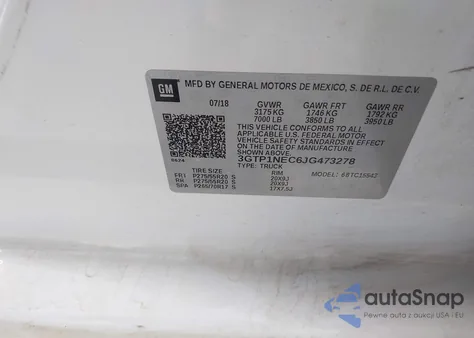 GM MFD BY GENERAL MOTORS DE MEXICO, S. DE R.L. DE C.V.
07/18 GVWR GAWR FRT GAWR RR
3175 KG 1746 KG 1792 KG
7000 LB 3850 LB 3950 LB
THIS VEHICLE CONFORMS TO ALL
APPLICABLE U.S. FEDERAL MOTOR
VEHICLE SAFETY STANDARDS IN EFFECT
ON THE DATE OF MANUFACTURE SHOWN ABOVE.
3GTP1NEC6JG473278
TYPE: TRUCK
TIRE SIZE RIM MODEL:
FRT P275/55R20 S 20X9J
RR P275/55R20 S 20X9J
SPA P265/70R17 S 17X7.5J
autaSnap
Pewne auta z aukcji USA i EU